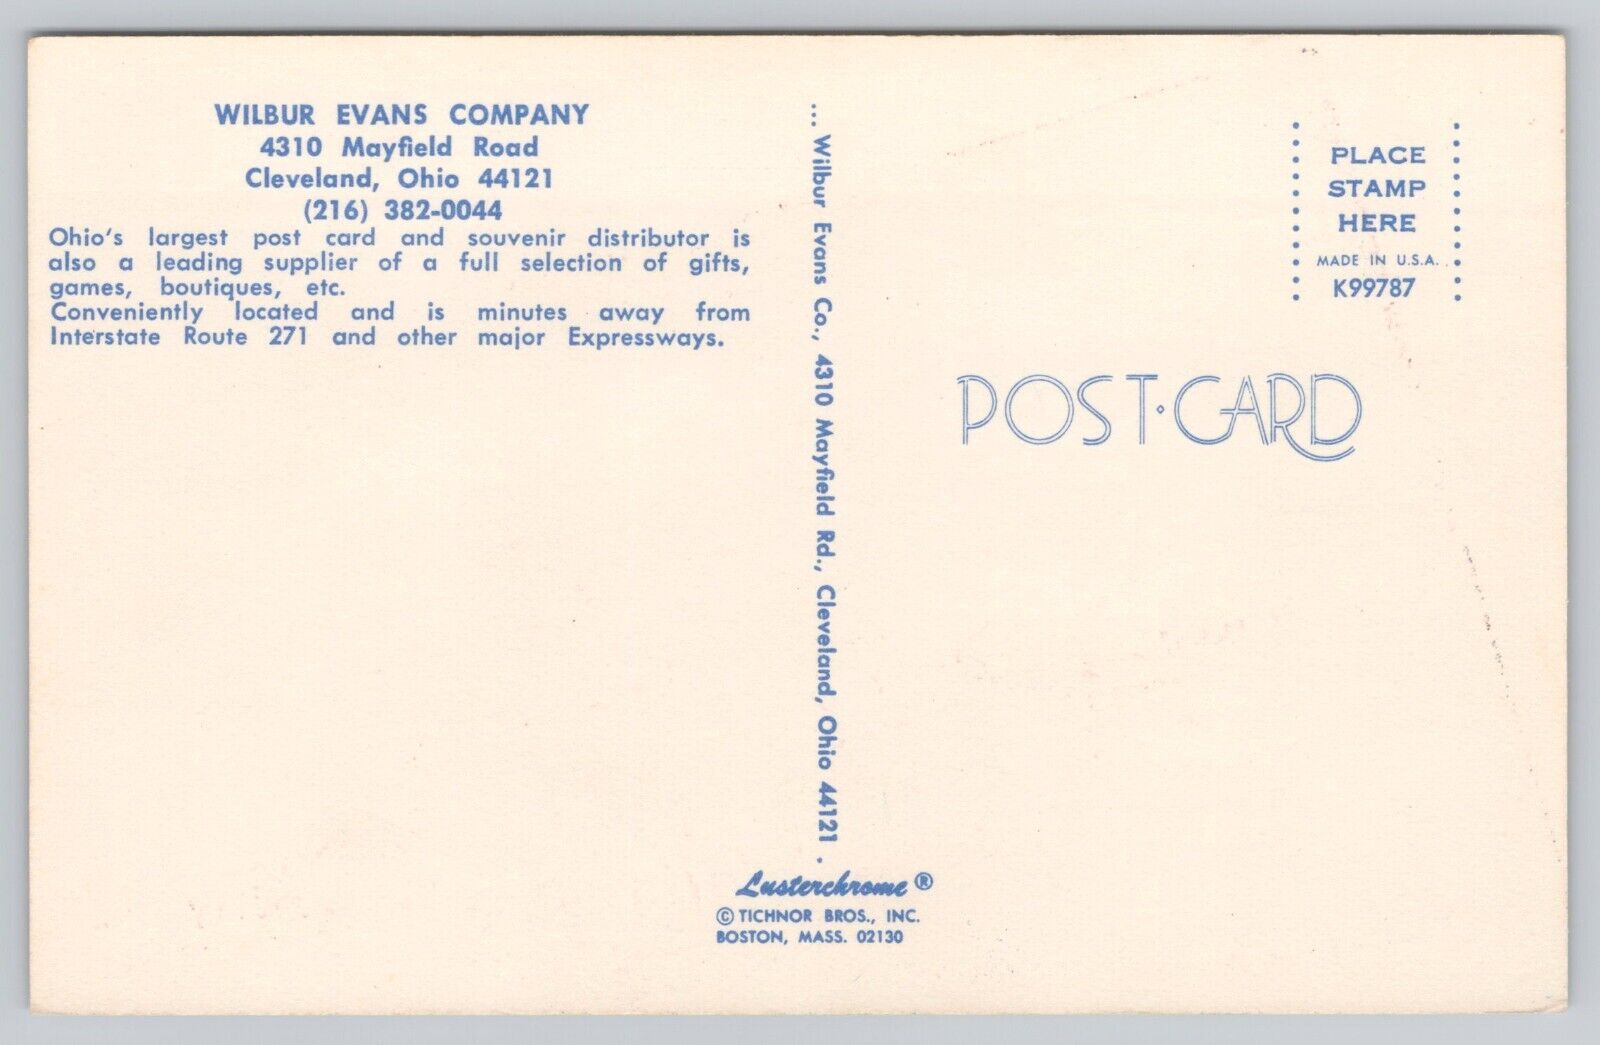 WILBUR EVANS COMPANY
4310 Mayfield Road
Cleveland, Ohio 44121
(216) 382-0044
Ohio's largest post card and souvenir distributor is
also a leading supplier of a full selection of gifts,
games, boutiques, etc.
Conveniently located and is minutes away from
Interstate Route 271 and other major Expressways.
... Wilbur Evans Co., 4310 Mayfield Rd., Cleveland, Ohio 44121 .
Lusterchrome ®
© TICHNOR BROS., INC.
BOSTON, MASS. 02130
PLACE
STAMP
HERE
MADE IN U.S.A.
K99787
POST·CARD